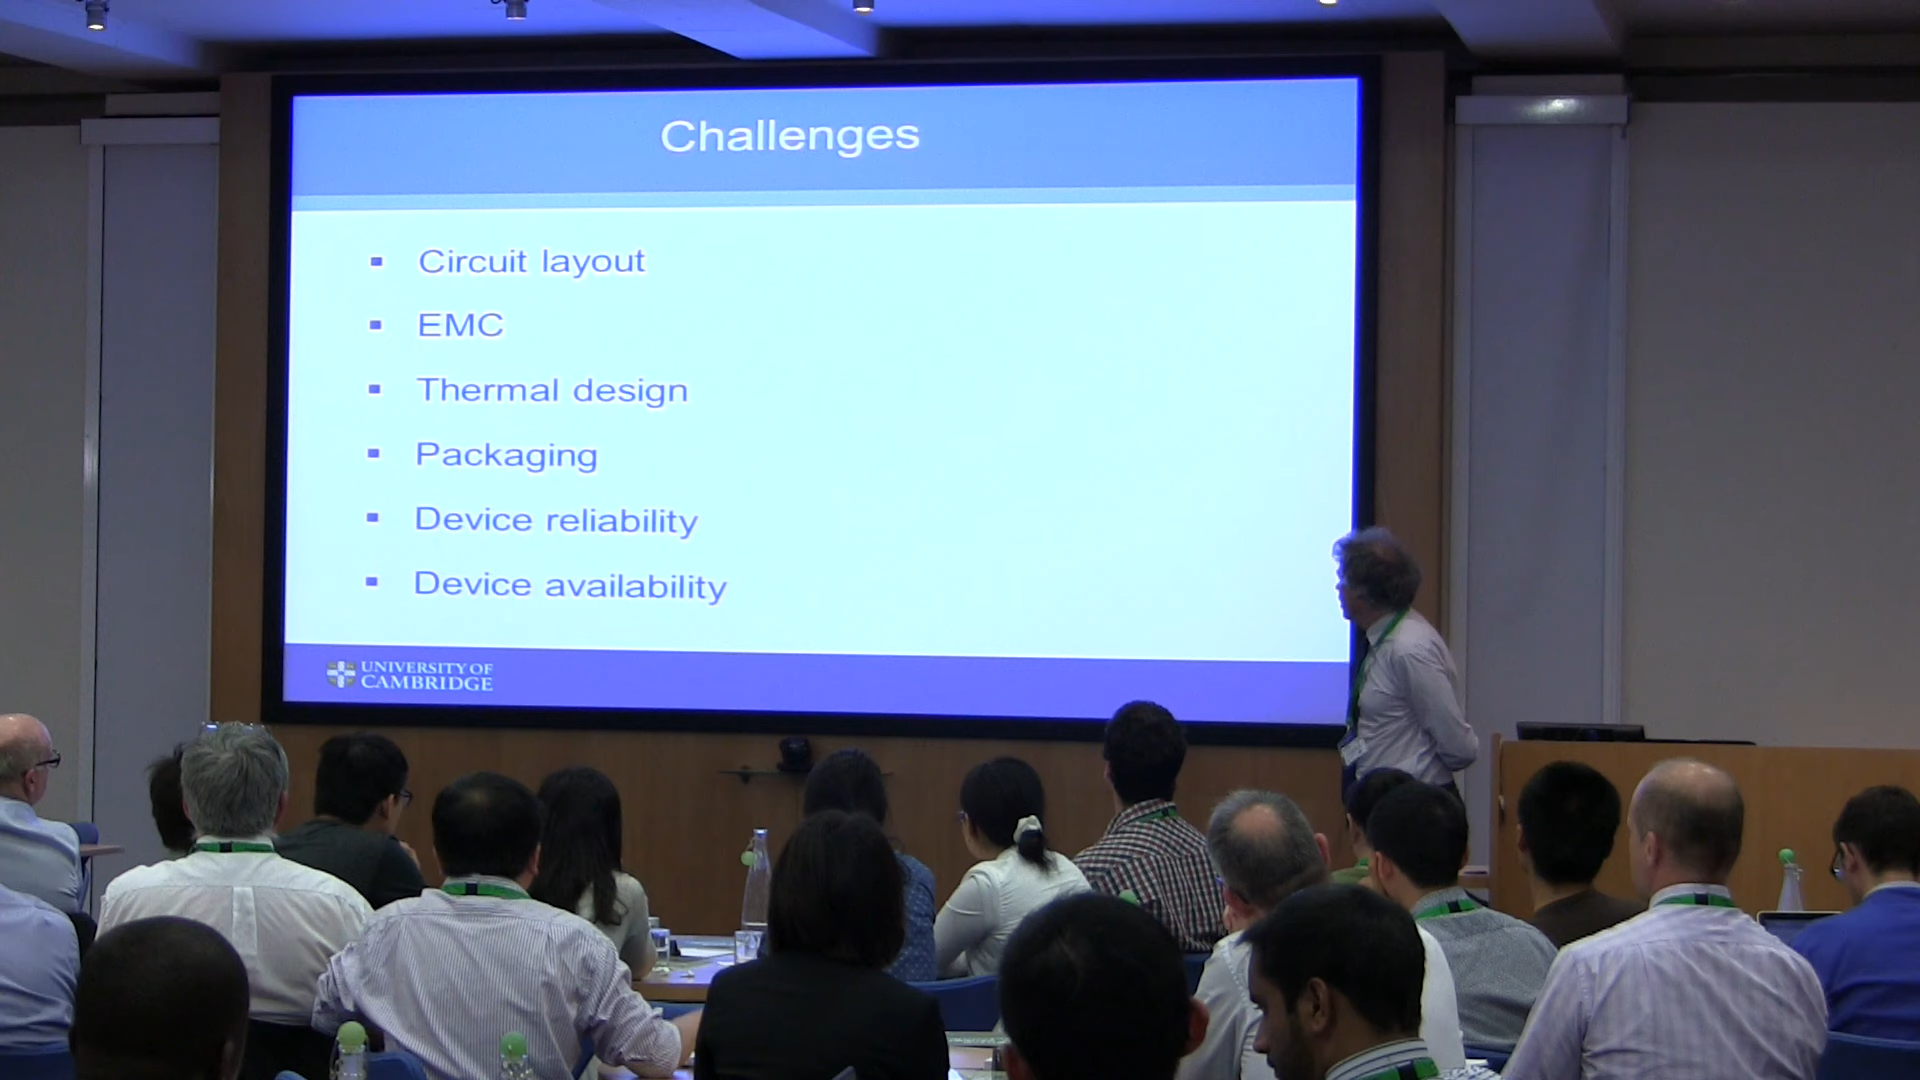 Challenges
Circuit layout
EMC
Thermal design
Packaging
Device reliability
Device availability
UNIVERSITY OF
CAMBRIDGE